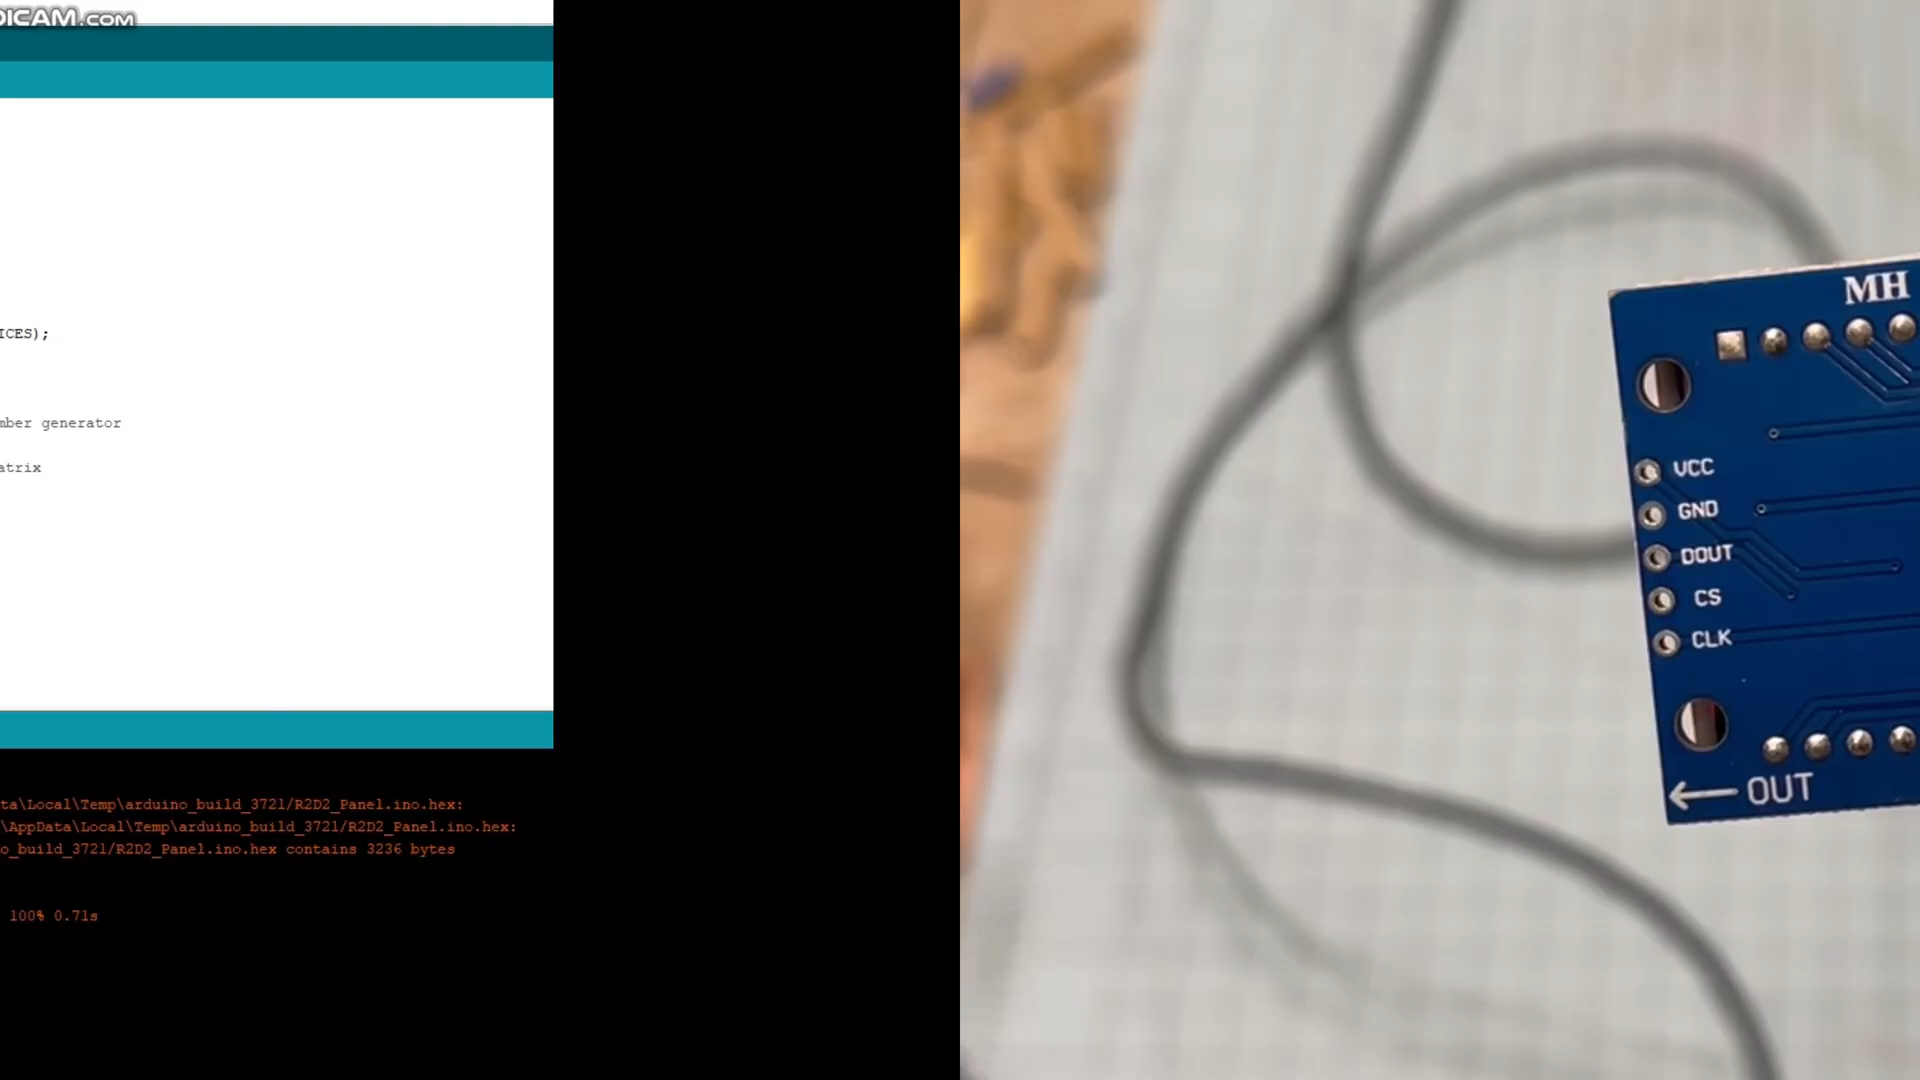 DICAM.COM
ICES);
mber generator
atrix
ta\Local\Temp\arduino_build_3721/R2D2_Panel.ino.hex:
\AppData\Local\Temp\arduino_build_3721/R2D2_Panel.ino.hex:
o_build_3721/R2D2_Panel.ino.hex contains 3236 bytes
100% 0.71s
MH
VCC
GND
DOUT
CS
CLK
← OUT